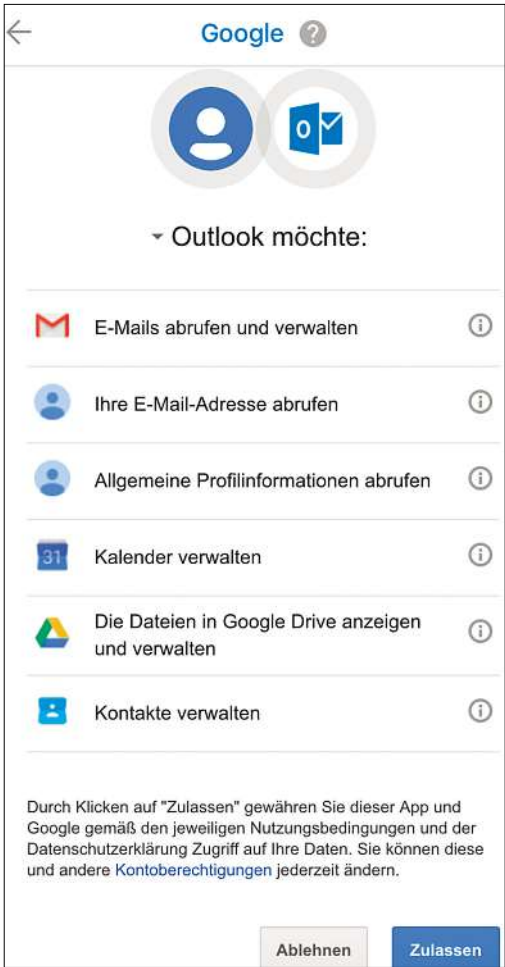 Google ?
Outlook möchte:
E-Mails abrufen und verwalten
Ihre E-Mail-Adresse abrufen
Allgemeine Profilinformationen abrufen
31 Kalender verwalten
Die Dateien in Google Drive anzeigen
und verwalten
Kontakte verwalten
Durch Klicken auf "Zulassen" gewähren Sie dieser App und
Google gemäß den jeweiligen Nutzungsbedingungen und der
Datenschutzerklärung Zugriff auf Ihre Daten. Sie können diese
und andere Kontoberechtigungen jederzeit ändern.
Ablehnen Zulassen